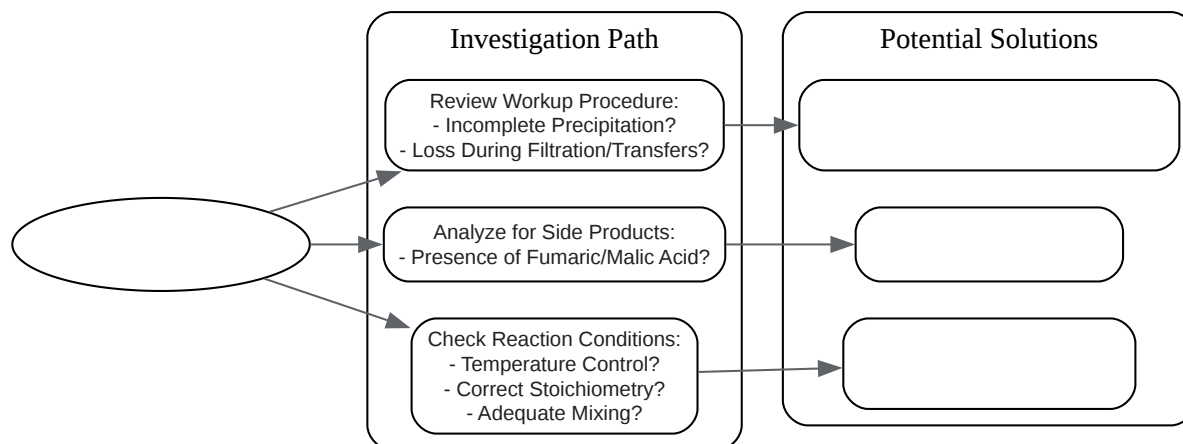 Investigation Path
Review Workup Procedure:
- Incomplete Precipitation?
- Loss During Filtration/Transfers?
Analyze for Side Products:
- Presence of Fumaric/Malic Acid?
Check Reaction Conditions:
- Temperature Control?
- Correct Stoichiometry?
- Adequate Mixing?
Potential Solutions